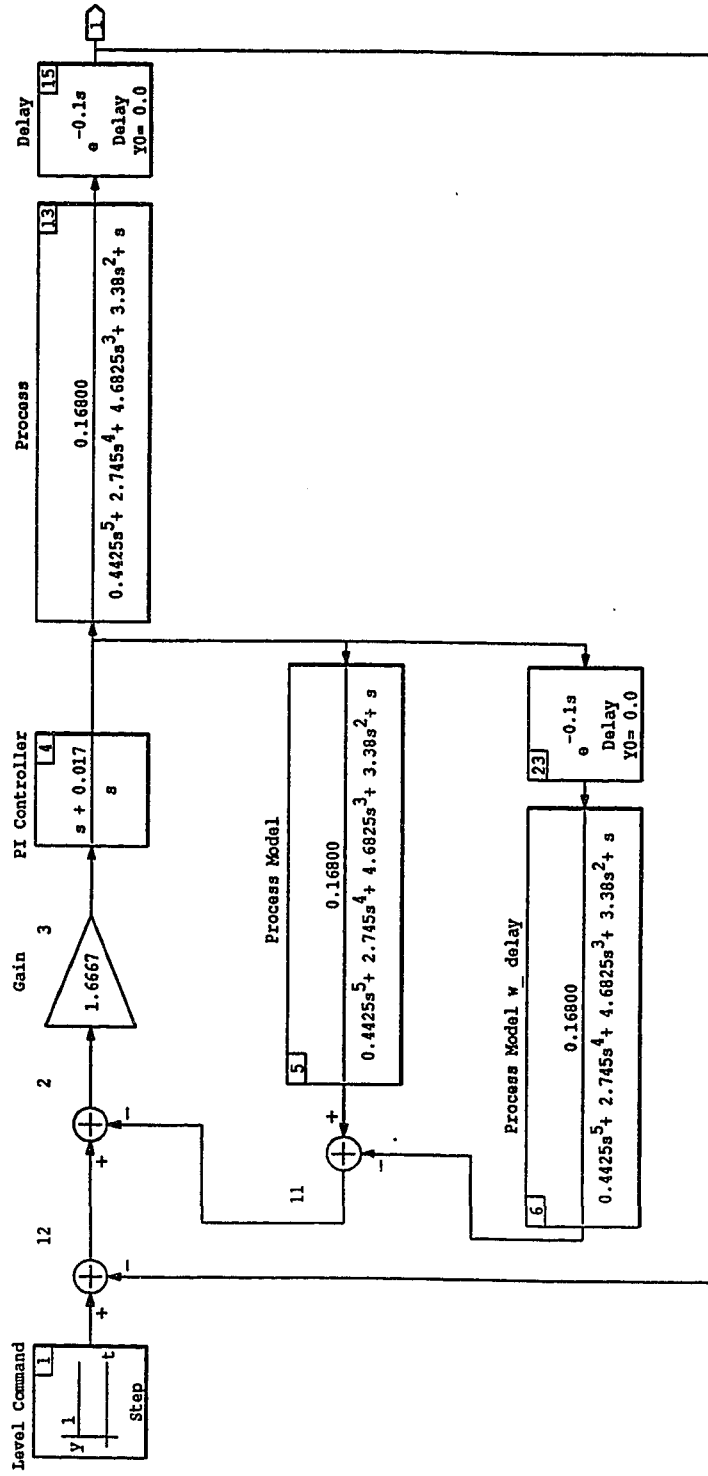 Level Command
1
y
1
t
Step
+
-
12
+
-
2
Gain
3
1.6667
PI Controller
4
s + 0.017
s
Process
13
0.16800
0.4425s^5 + 2.745s^4 + 4.6825s^3 + 3.38s^2 + s
Delay
15
e^-0.1s
Delay
Y0= 0.0
1
11
+
-
Process Model
5
0.16800
0.4425s^5 + 2.745s^4 + 4.6825s^3 + 3.38s^2 + s
Process Model w_ delay
6
0.16800
0.4425s^5 + 2.745s^4 + 4.6825s^3 + 3.38s^2 + s
23
e^-0.1s
Delay
Y0= 0.0